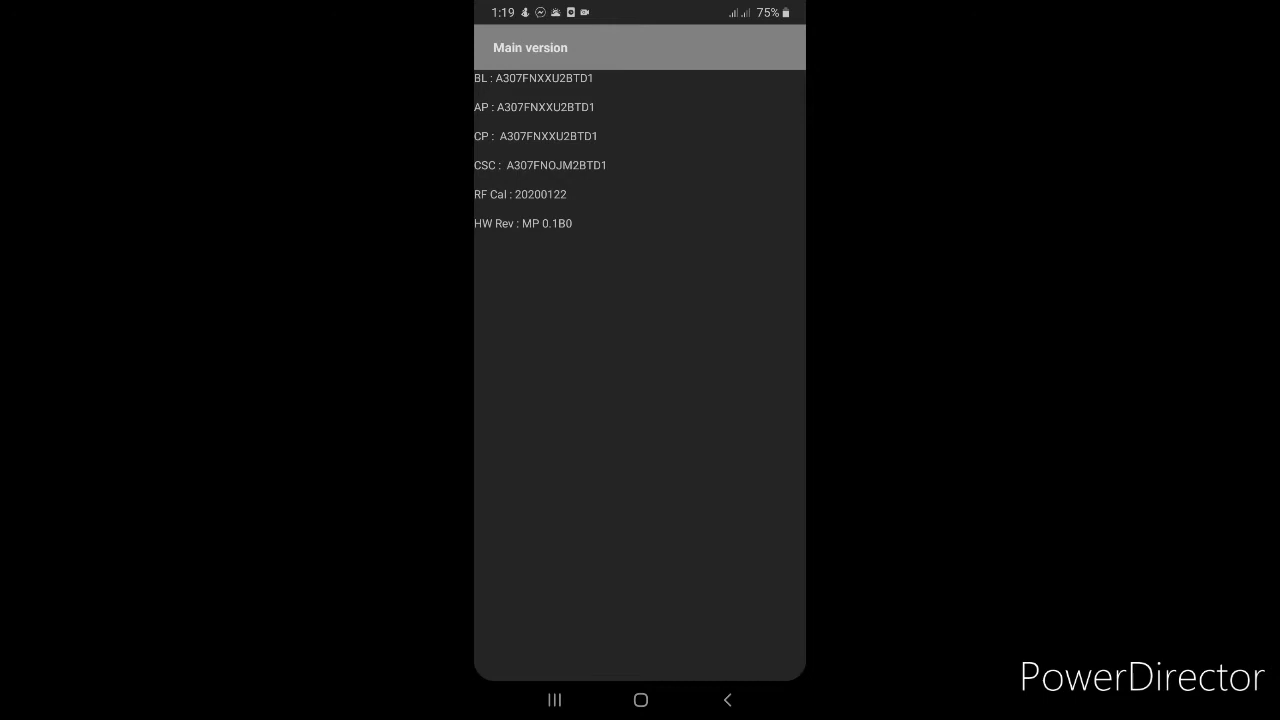 1:19
75%
Main version
BL : A307FNXXU2BTD1
AP : A307FNXXU2BTD1
CP :  A307FNXXU2BTD1
CSC :  A307FNOJM2BTD1
RF Cal : 20200122
HW Rev : MP 0.1B0
PowerDirector